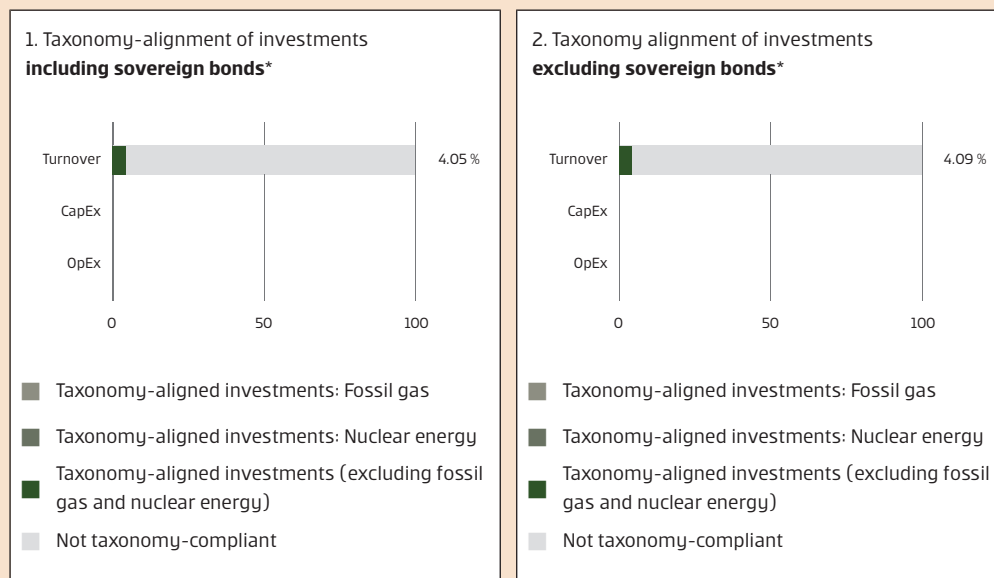 1. Taxonomy-alignment of investments
including sovereign bonds*
Turnover
4.05 %
CapEx
OpEx
0
50
100
Taxonomy-aligned investments: Fossil gas
Taxonomy-aligned investments: Nuclear energy
Taxonomy-aligned investments (excluding fossil
gas and nuclear energy)
Not taxonomy-compliant
2. Taxonomy alignment of investments
excluding sovereign bonds*
Turnover
4.09 %
CapEx
OpEx
0
50
100
Taxonomy-aligned investments: Fossil gas
Taxonomy-aligned investments: Nuclear energy
Taxonomy-aligned investments (excluding fossil
gas and nuclear energy)
Not taxonomy-compliant